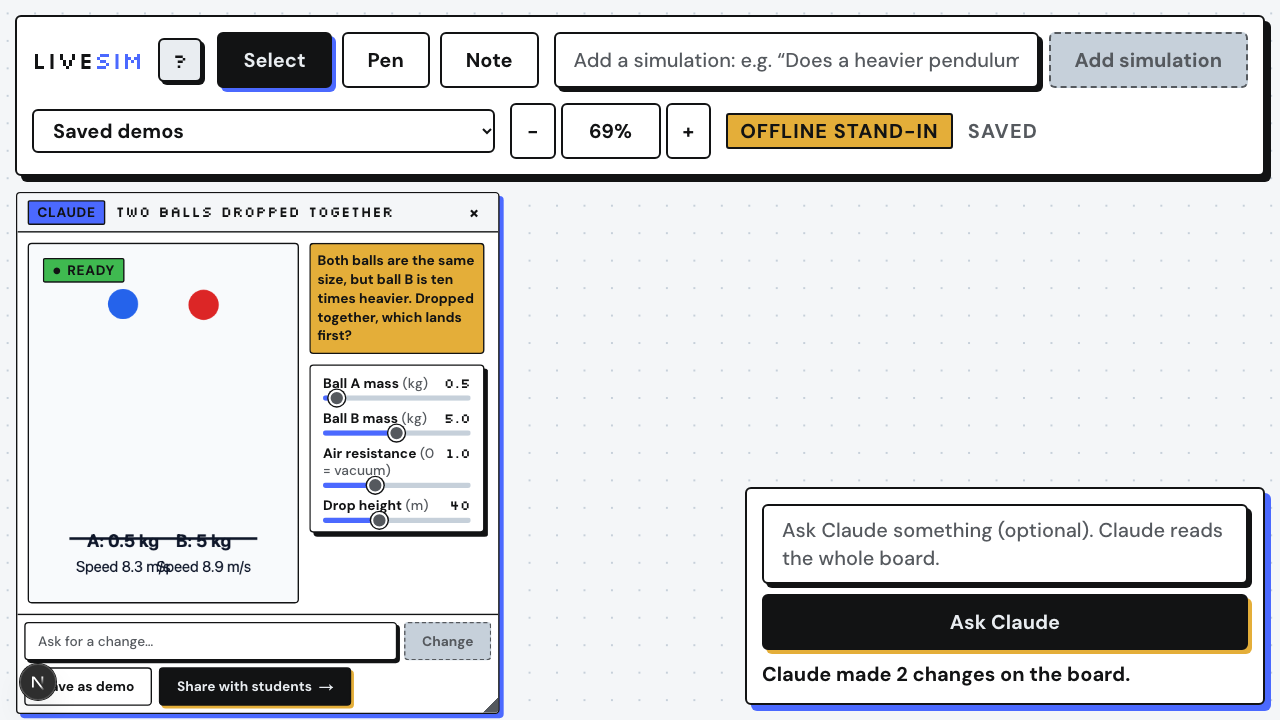 LIVESIM
?
Select
Pen
Note
Add a simulation: e.g. “Does a heavier pendulum
Add simulation
Saved demos
-
69%
+
OFFLINE STAND-IN
SAVED
CLAUDE
TWO BALLS DROPPED TOGETHER
×
● READY
Both balls are the same
size, but ball B is ten
times heavier. Dropped
together, which lands
first?
Ball A mass (kg) 0.5
Ball B mass (kg) 5.0
Air resistance (0 1.0
= vacuum)
Drop height (m) 40
A: 0.5 kg B: 5 kg
Speed 8.3 m/s Speed 8.9 m/s
Ask for a change…
Change
N
as demo
Share with students →
Ask Claude something (optional). Claude reads
the whole board.
Ask Claude
Claude made 2 changes on the board.